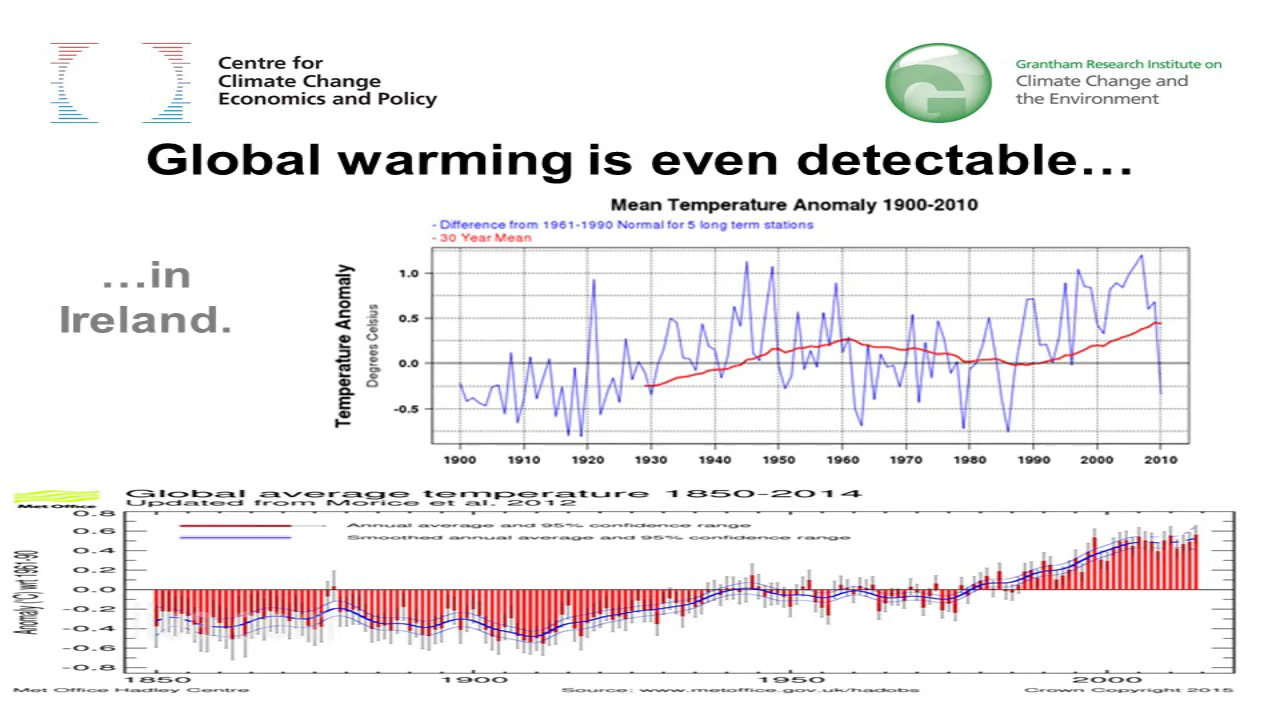 Centre for
Climate Change
Economics and Policy
Grantham Research Institute on
Climate Change and
the Environment
Global warming is even detectable…
…in
Ireland.
Mean Temperature Anomaly 1900-2010
- Difference from 1961-1990 Normal for 5 long term stations
- 30 Year Mean
Temperature Anomaly
Degrees Celsius
1.0
0.5
0.0
-0.5
1900 1910 1920 1930 1940 1950 1960 1970 1980 1990 2000 2010
Met Office
Global average temperature 1850-2014
Updated from Morice et al. 2012
Annual average and 95% confidence range
Smoothed annual average and 95% confidence range
Anomaly (C) wrt 1961-90
0.8
0.6
0.4
0.2
0.0
-0.2
-0.4
-0.6
-0.8
1850 1900 1950 2000
Met Office Hadley Centre Source: www.metoffice.gov.uk/hadobs Crown Copyright 2015